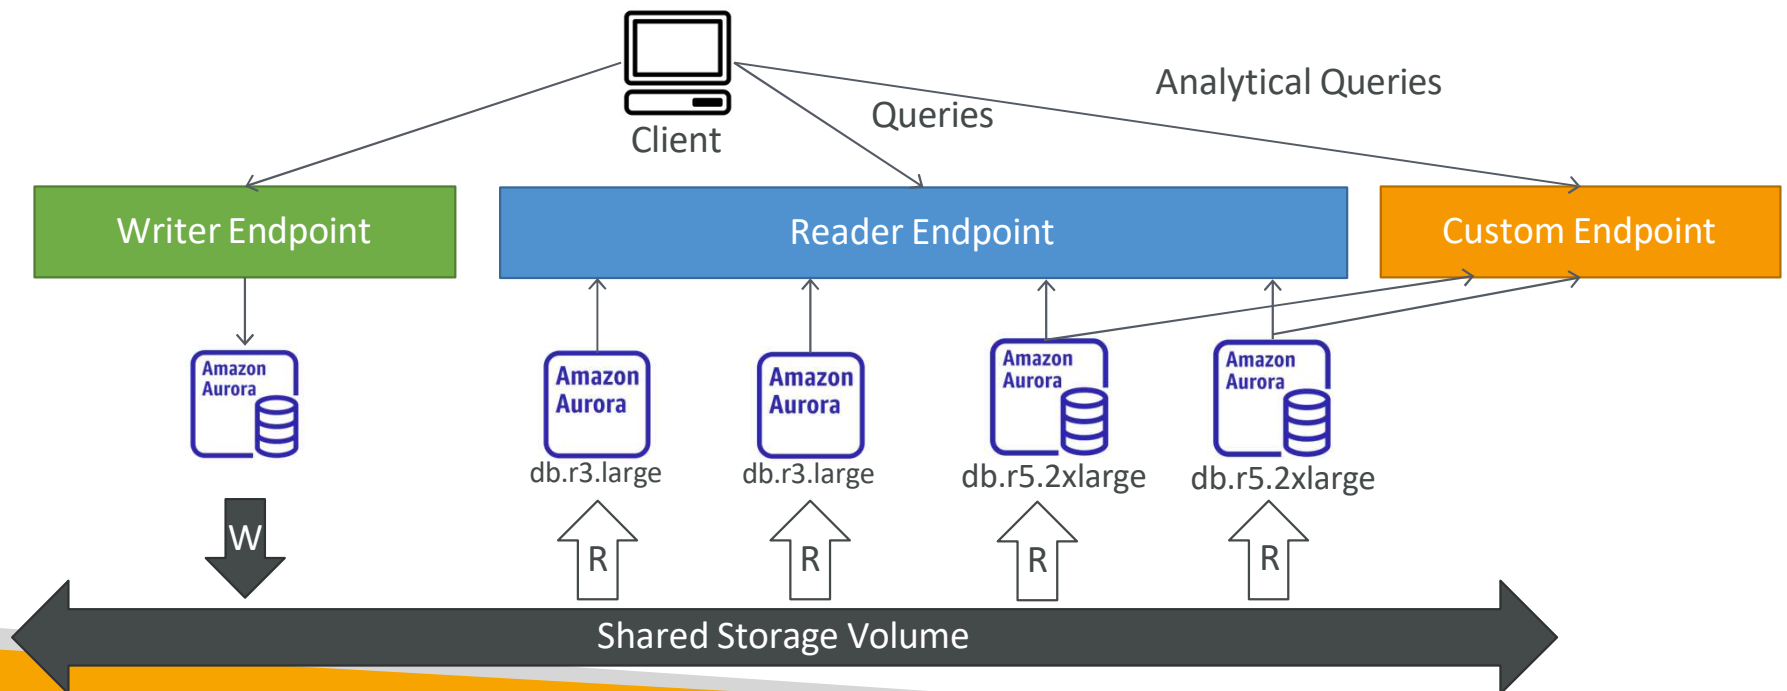 Client
Queries
Analytical Queries
Writer Endpoint
Reader Endpoint
Custom Endpoint
Amazon
Aurora
Amazon
Aurora
db.r3.large
Amazon
Aurora
db.r3.large
Amazon
Aurora
db.r5.2xlarge
Amazon
Aurora
db.r5.2xlarge
W
R
R
R
R
Shared Storage Volume